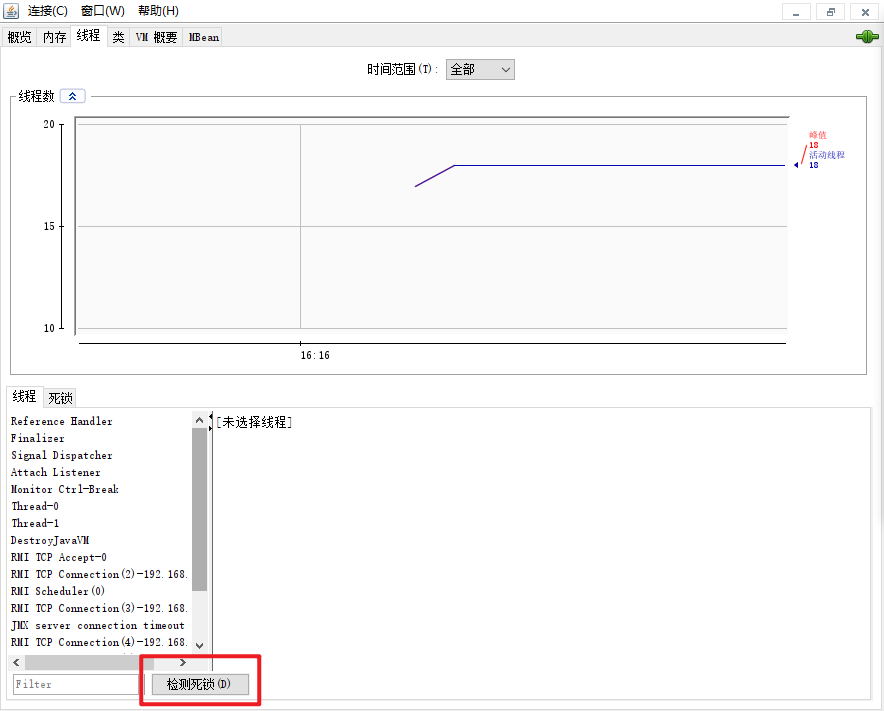 连接(C) 窗口(W) 帮助(H)
概览 内存 线程 类 VM 概要 MBean
时间范围(T): 全部
线程数
20
15
10
16:16
峰值
18
活动线程
18
线程 死锁
Reference Handler
Finalizer
Signal Dispatcher
Attach Listener
Monitor Ctrl-Break
Thread-0
Thread-1
DestroyJavaVM
RMI TCP Accept-0
RMI TCP Connection(2)-192.168.
RMI Scheduler(0)
RMI TCP Connection(3)-192.168.
JMX server connection timeout
RMI TCP Connection(4)-192.168.
[未选择线程]
Filter
检测死锁(D)